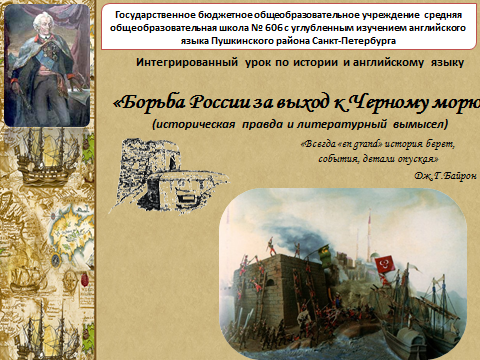 Государственное бюджетное общеобразовательное учреждение средняя
общеобразовательная школа № 606 с углубленным изучением английского
языка Пушкинского района Санкт-Петербурга
Интегрированный урок по истории и английскому языку
«Борьба России за выход к Черному морю
(историческая правда и литературный вымысел)
«Всегда «en grand» история берет,
события, детали опуская»
Дж.Г.Байрон